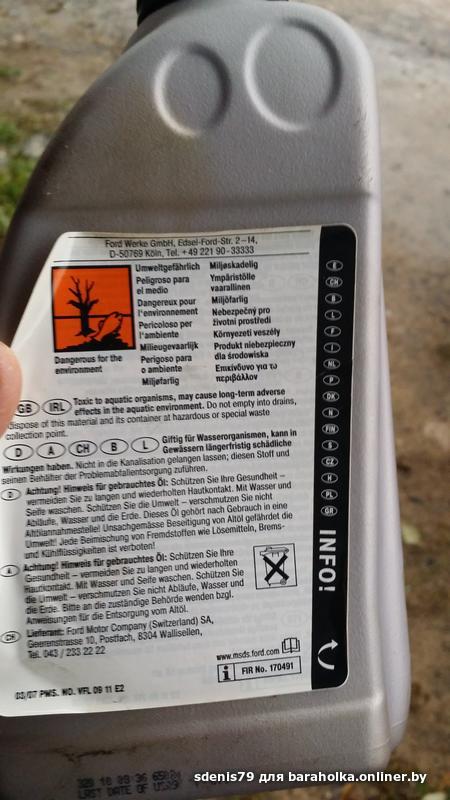 Ford Werke GmbH, Edsel-Ford-Str. 2–14,
D-50769 Köln, Tel. +49 221 90-33333
Umweltgefährlich
Peligroso para
el medio
Dangereux pour
l'environnement
Pericoloso per
l'ambiente
Milieugevaarlijk
Perigoso para
o ambiente
Miljøfarlig
Miljøskadelig
Ympäristölle
vaarallinen
Miljöfarlig
Nebezpečný pro
životní prostředí
Környezeti veszély
Produkt niebezpieczny
dla środowiska
Επικίνδυνο για τω
περιβάλλον
Dangerous for the
environment
GB IRL Toxic to aquatic organisms, may cause long-term adverse
effects in the aquatic environment. Do not empty into drains,
dispose of this material and its container at hazardous or special waste
collection point.
D A CH B L Giftig für Wasserorganismen, kann in
Gewässern längerfristig schädliche
Wirkungen haben. Nicht in die Kanalisation gelangen lassen; diesen Stoff und
seinen Behälter der Problemabfallentsorgung zuführen.
D Achtung! Hinweis für gebrauchtes Öl: Schützen Sie Ihre Gesundheit –
vermeiden Sie zu langen und wiederholten Hautkontakt. Mit Wasser und
Seife waschen. Schützen Sie die Umwelt – verschmutzen Sie nicht
Abläufe, Wasser und die Erde. Dieses Öl gehört nach Gebrauch in eine
Altölannahmestelle! Unsachgemässe Beseitigung von Altöl gefährdet die
Umwelt! Jede Beimischung von Fremdstoffen wie Lösemitteln, Brems-
und Kühlflüssigkeiten ist verboten!
A Achtung! Hinweis für gebrauchtes Öl: Schützen Sie Ihre
Gesundheit – vermeiden Sie zu langen und wiederholten
Hautkontakt. Mit Wasser und Seife waschen. Schützen Sie
die Umwelt – verschmutzen Sie nicht Abläufe, Wasser und
die Erde. Bitte an die zuständige Behörde wenden bzgl.
Anweisungen für die Entsorgung vom Altöl.
CH Lieferant: Ford Motor Company (Switzerland) SA,
Geerenstrasse 10, Postfach, 8304 Wallisellen,
Tel. 043 / 233 22 22
www.msds.ford.com
i FIR No. 170491
03/07 PMS. NO. VFL 09 11 E2
E
CH
B
L
F
I
NL
P
DK
N
FIN
S
CZ
H
PL
GR
INFO!
LAST DATE OF
sdenis79 для baraholka.onliner.by